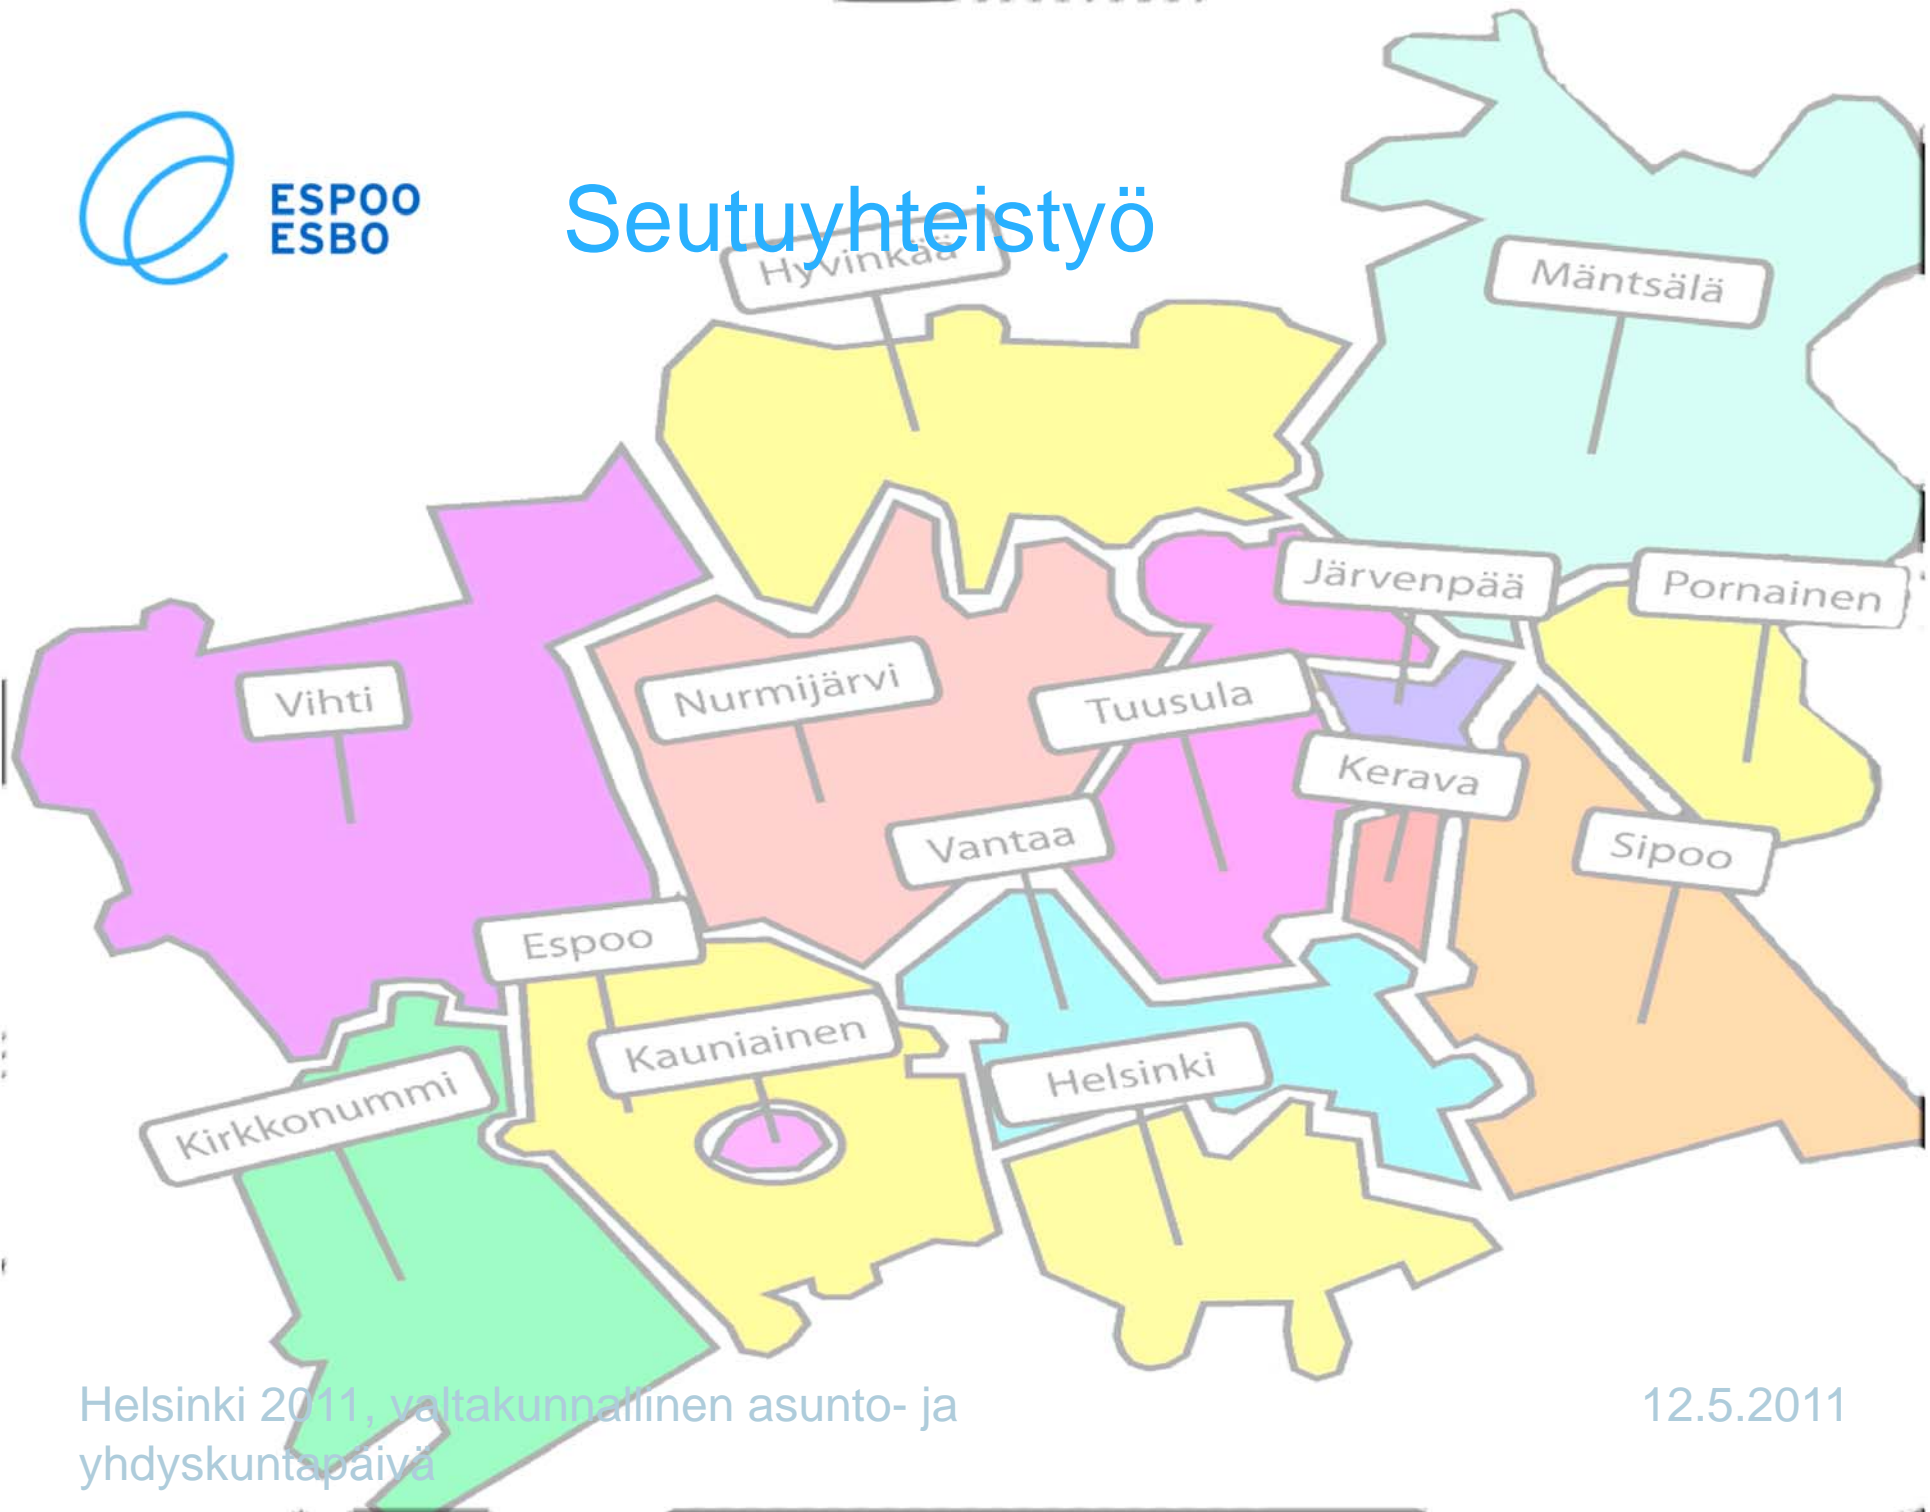 ESPOO
ESBO
Seutuyhteistyö
Hyvinkää
Mäntsälä
Järvenpää
Pornainen
Vihti
Nurmijärvi
Tuusula
Kerava
Vantaa
Sipoo
Espoo
Kauniainen
Helsinki
Kirkkonummi
Helsinki 2011, valtakunnallinen asunto- ja
yhdyskuntapäivä
12.5.2011